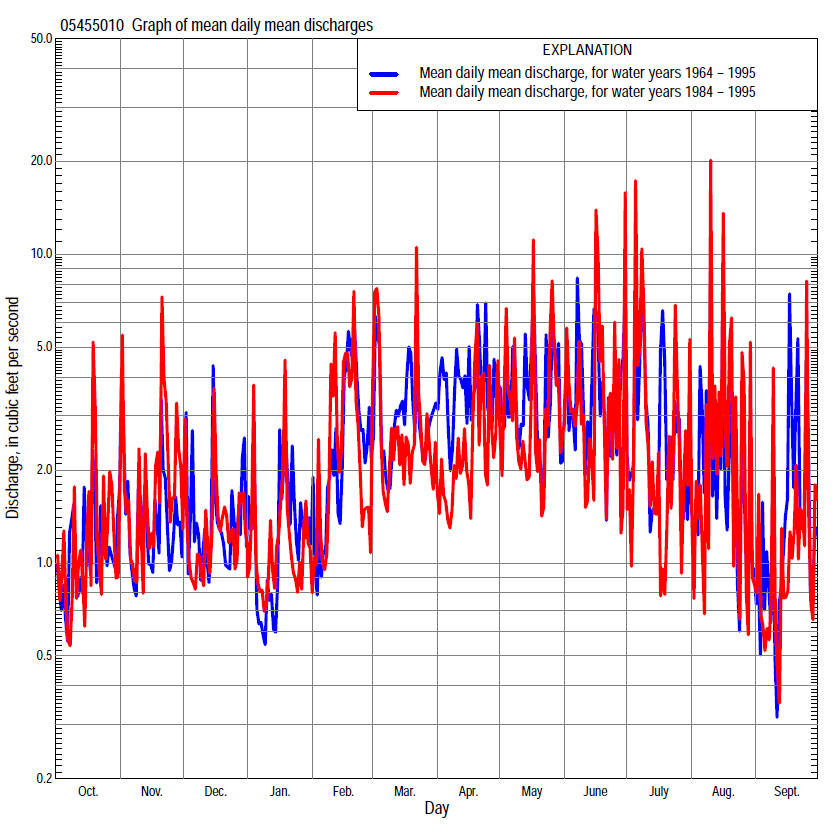 05455010 Graph of mean daily mean discharges
EXPLANATION
Mean daily mean discharge, for water years 1964 – 1995
Mean daily mean discharge, for water years 1984 – 1995
Discharge, in cubic feet per second
50.0
20.0
10.0
5.0
2.0
1.0
0.5
0.2
Oct. Nov. Dec. Jan. Feb. Mar. Apr. May June July Aug. Sept.
Day